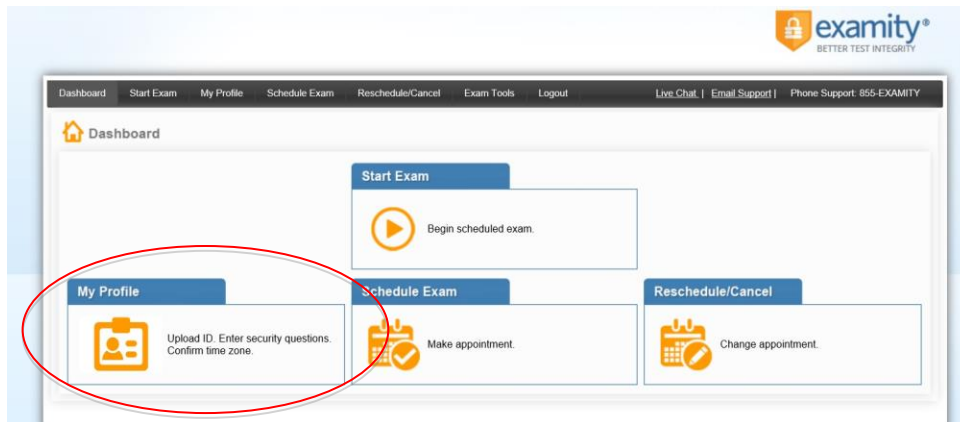 examity®
BETTER TEST INTEGRITY
Dashboard Start Exam My Profile Schedule Exam Reschedule/Cancel Exam Tools Logout Live Chat | Email Support | Phone Support: 855-EXAMITY
Dashboard
Start Exam
Begin scheduled exam.
My Profile
Upload ID. Enter security questions.
Confirm time zone.
Schedule Exam
Make appointment.
Reschedule/Cancel
Change appointment.